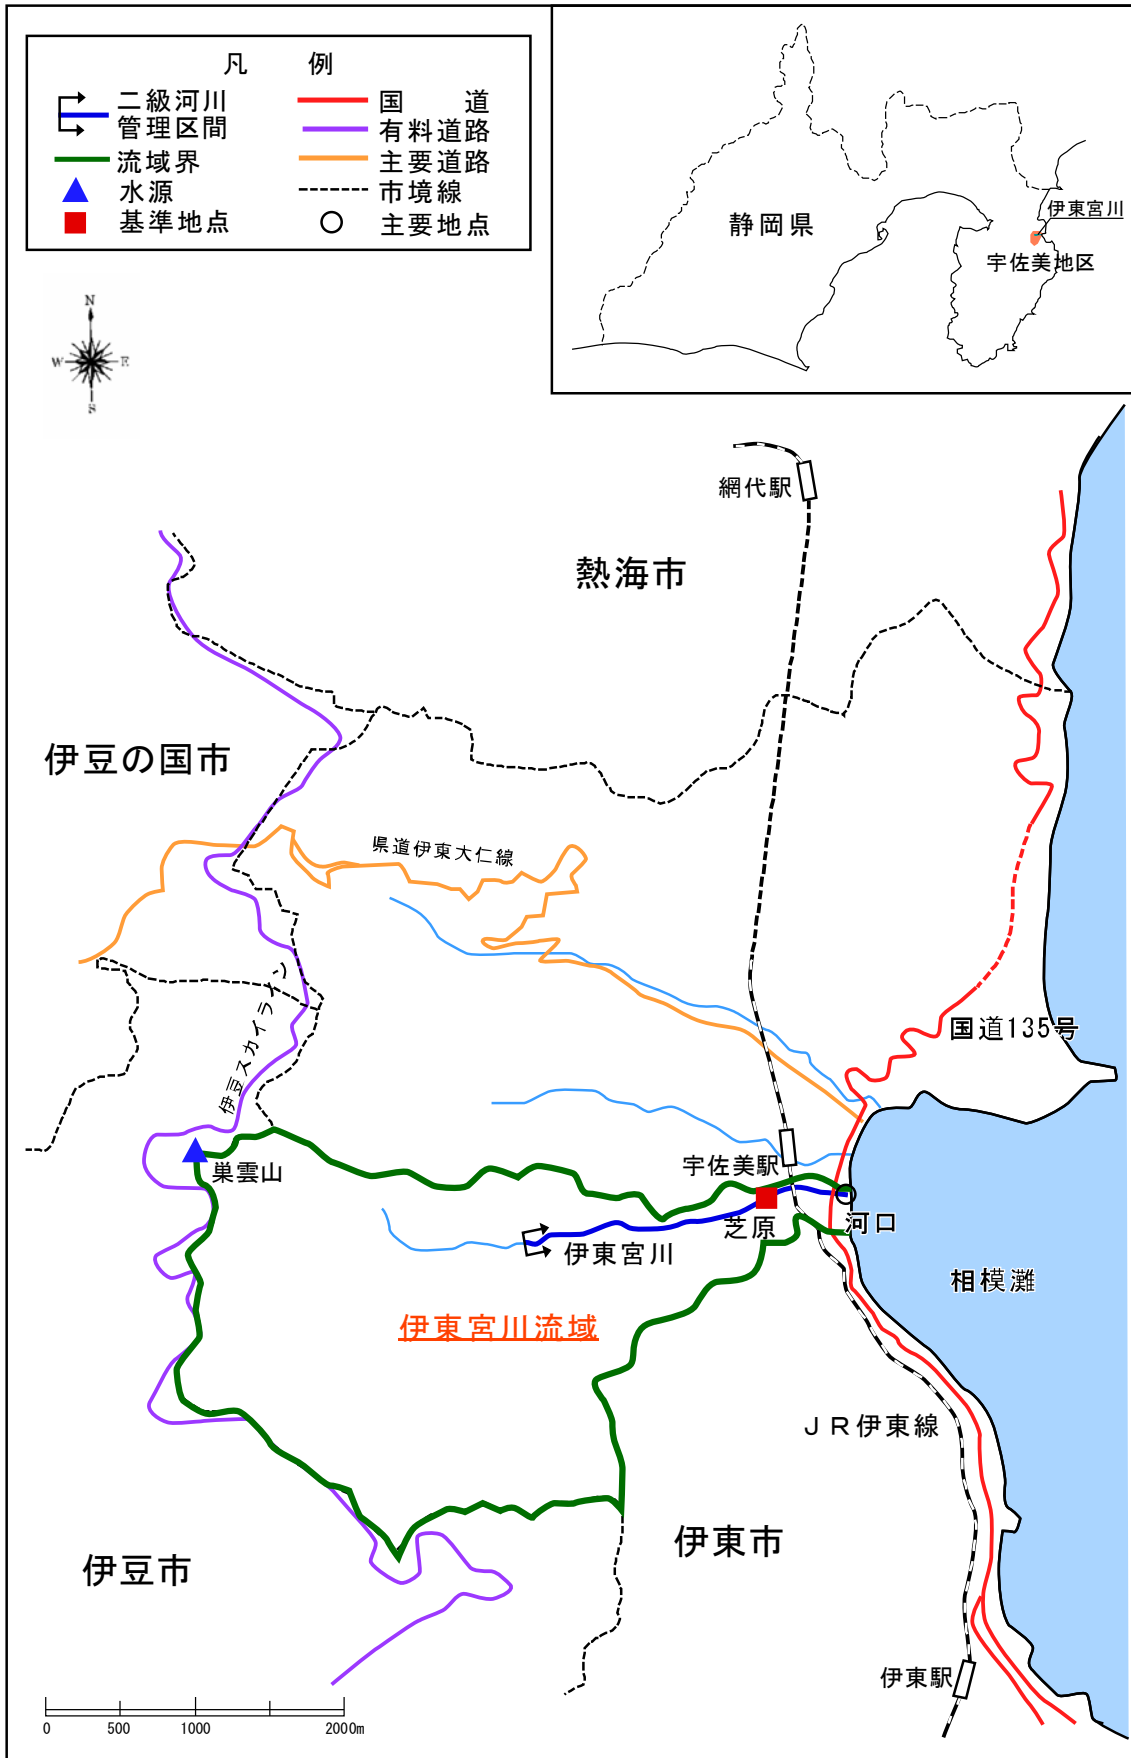 凡　例
二級河川
管理区間
流域界
水源
基準地点
国　道
有料道路
主要道路
市境線
主要地点
静岡県
伊東宮川
宇佐美地区
N
W
E
S
網代駅
熱海市
伊豆の国市
県道伊東大仁線
伊豆スカイライン
国道135号
巣雲山
宇佐美駅
芝原
河口
伊東宮川
相模灘
伊東宮川流域
ＪＲ伊東線
伊東市
伊豆市
伊東駅
0 500 1000 2000m